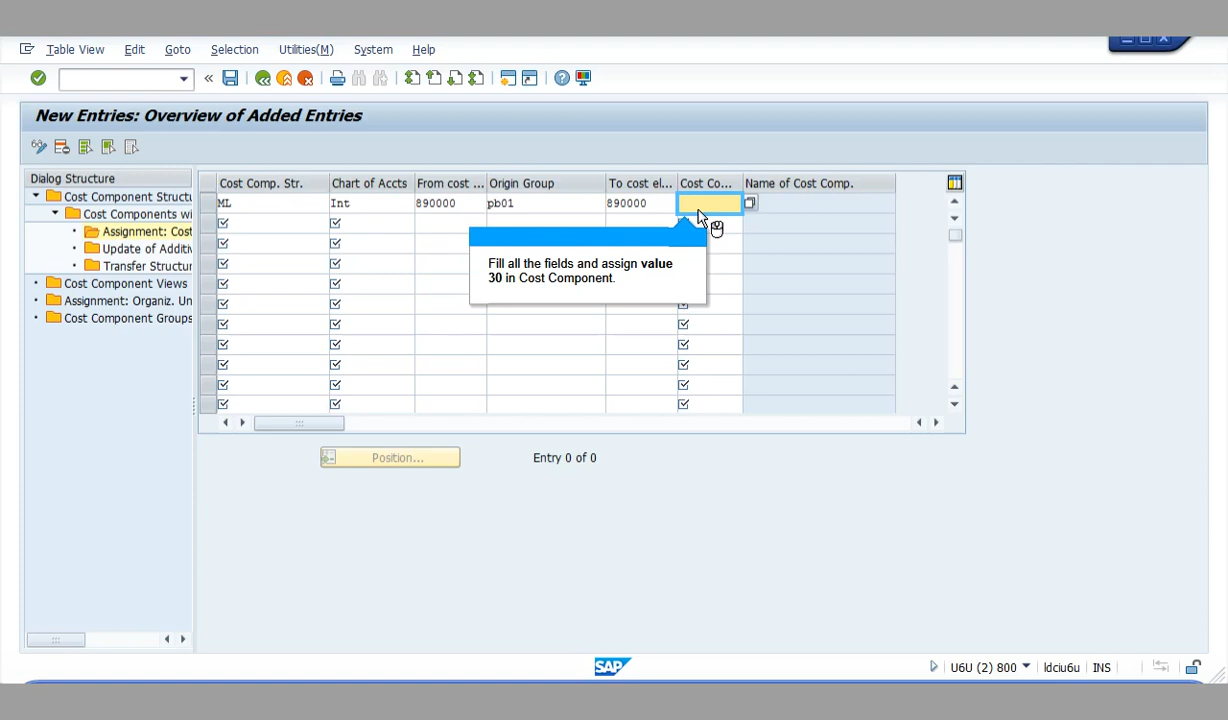 Table View Edit Goto Selection Utilities(M) System Help
New Entries: Overview of Added Entries
Dialog Structure
Cost Component Structu
Cost Components wi
Assignment: Cost
Update of Additiv
Transfer Structur
Cost Component Views
Assignment: Organiz. Un
Cost Component Groups
Cost Comp. Str. Chart of Accts From cost ... Origin Group To cost el... Cost Co... Name of Cost Comp.
ML Int 890000 pb01 890000
Fill all the fields and assign value
30 in Cost Component.
Position... Entry 0 of 0
SAP U6U (2) 800 ldciu6u INS